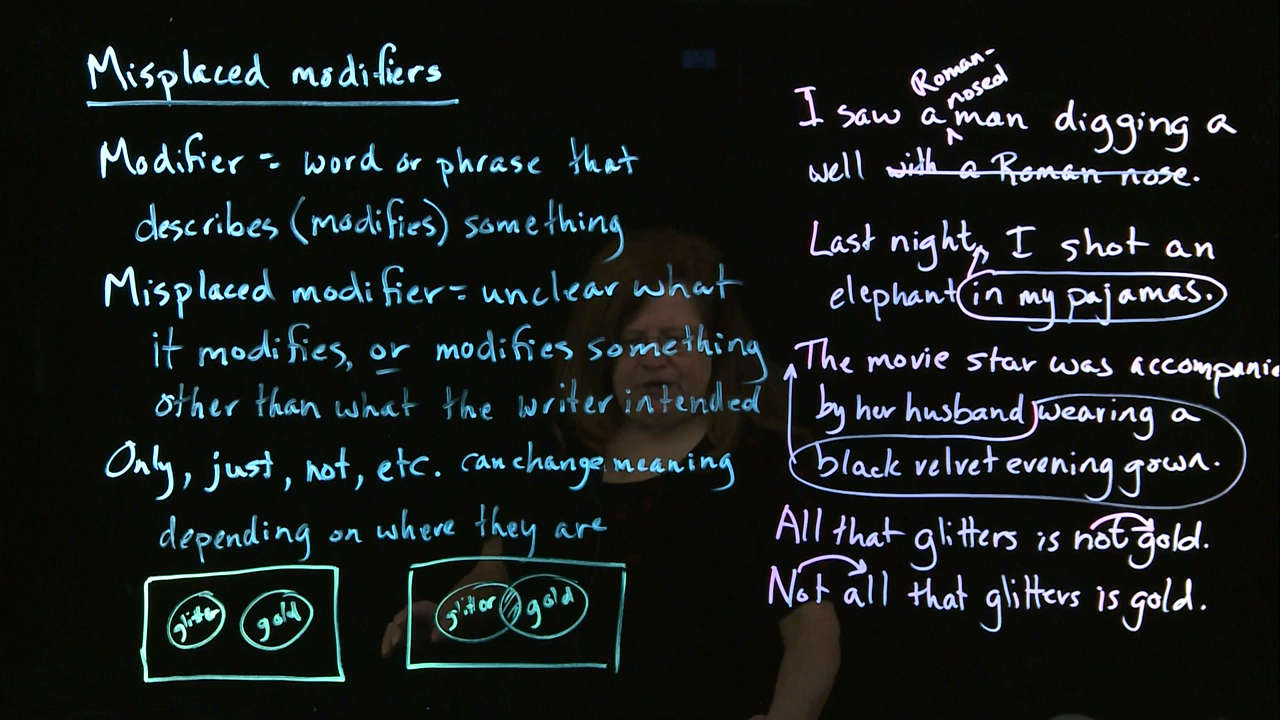 Misplaced modifiers
Modifier = word or phrase that
describes (modifies) something
Misplaced modifier = unclear what
it modifies, or modifies something
other than what the writer intended
Only, just, not, etc. can change meaning
depending on where they are
glitter gold
glitter gold
Roman-
nosed
I saw a man digging a
well with a Roman nose.
Last night, I shot an
elephant in my pajamas.
The movie star was accompanie
by her husband wearing a
black velvet evening gown.
All that glitters is not gold.
Not all that glitters is gold.